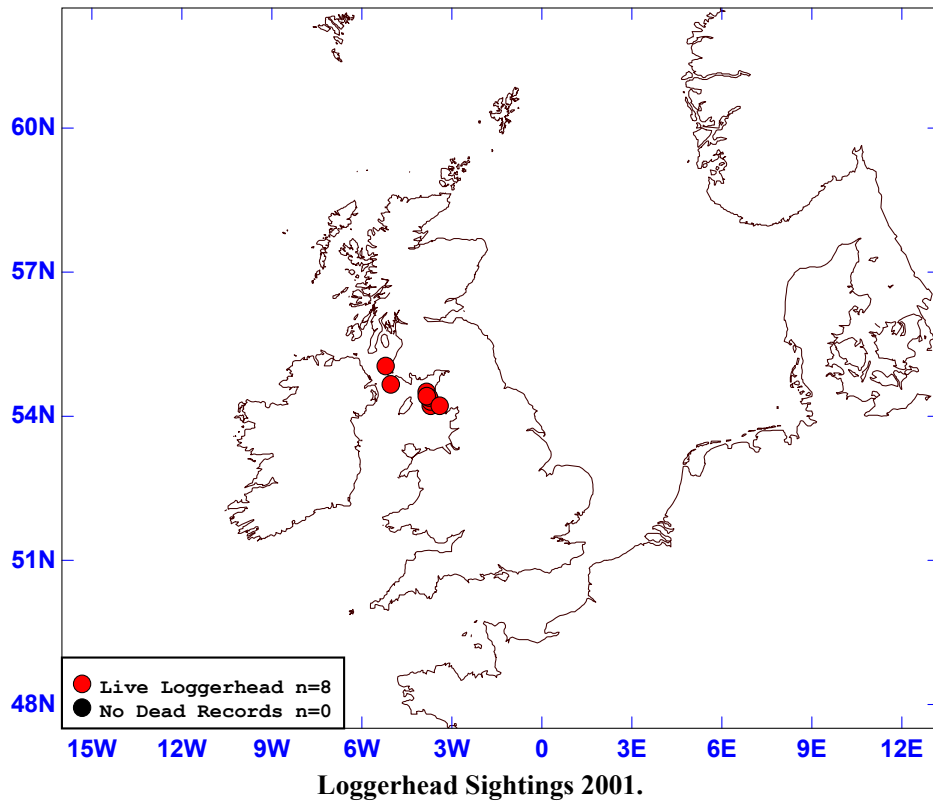 60N
57N
54N
51N
48N
Live Loggerhead n=8
No Dead Records n=0
15W 12W 9W 6W 3W 0 3E 6E 9E 12E
Loggerhead Sightings 2001.